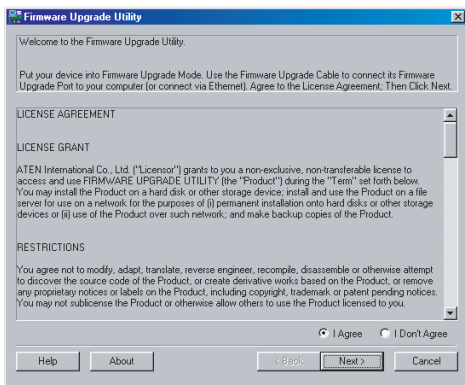 Firmware Upgrade Utility
Welcome to the Firmware Upgrade Utility.
Put your device into Firmware Upgrade Mode. Use the Firmware Upgrade Cable to connect its Firmware
Upgrade Port to your computer (or connect via Ethernet). Agree to the License Agreement; Then Click Next.
LICENSE AGREEMENT
LICENSE GRANT
ATEN International Co., Ltd. ("Licensor") grants to you a non-exclusive, non-transferable license to
access and use FIRMWARE UPGRADE UTILITY (the "Product") during the "Term" set forth below.
You may install the Product on a hard disk or other storage device; install and use the Product on a file
server for use on a network for the purposes of (i) permanent installation onto hard disks or other storage
devices or (ii) use of the Product over such network; and make backup copies of the Product.
RESTRICTIONS
You agree not to modify, adapt, translate, reverse engineer, recompile, disassemble or otherwise attempt
to discover the source code of the Product, or create derivative works based on the Product, or remove
any proprietary notices or labels on the Product, including copyright, trademark or patent pending notices.
You may not sublicense the Product or otherwise allow others to use the Product licensed to you.
I Agree I Don't Agree
Help About < Back Next > Cancel